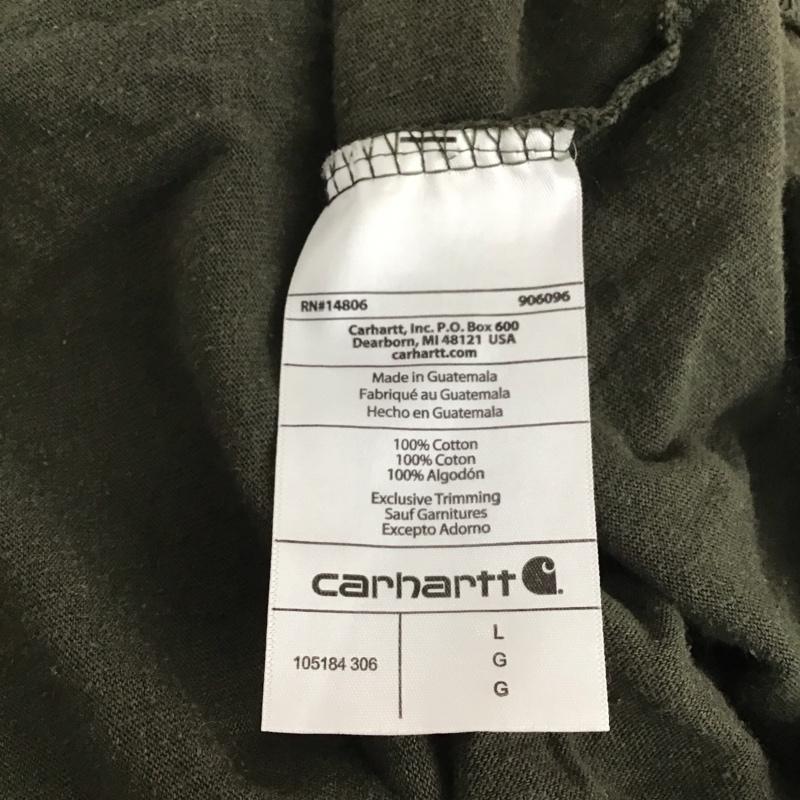 RN#14806 906096
Carhartt, Inc. P.O. Box 600
Dearborn, MI 48121 USA
carhartt.com
Made in Guatemala
Fabriqué au Guatemala
Hecho en Guatemala
100% Cotton
100% Coton
100% Algodón
Exclusive Trimming
Sauf Garnitures
Excepto Adorno
carhartt
105184 306
L
G
G